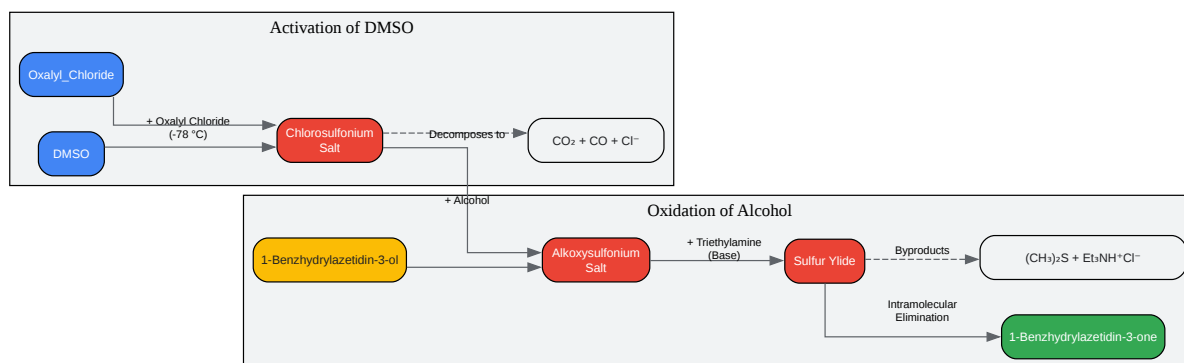 Activation of DMSO
Oxalyl_Chloride
+ Oxalyl Chloride
(-78 °C)
DMSO
Chlorosulfonium
Salt
Decomposes to
CO₂ + CO + Cl⁻
+ Alcohol
Oxidation of Alcohol
1-Benzhydrylazetidin-3-ol
Alkoxysulfonium
Salt
+ Triethylamine
(Base)
Sulfur Ylide
Byproducts
(CH₃)₂S + Et₃NH⁺Cl⁻
Intramolecular
Elimination
1-Benzhydrylazetidin-3-one